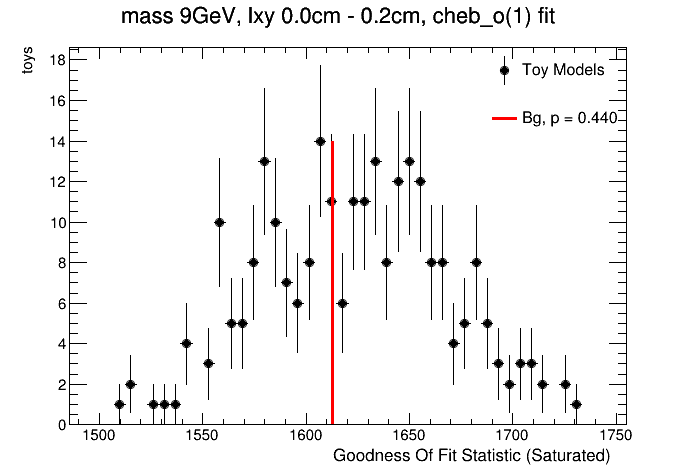 mass 9GeV, lxy 0.0cm - 0.2cm, cheb_o(1) fit
toys
18
16
14
12
10
8
6
4
2
0
Toy Models
Bg, p = 0.440
1500 1550 1600 1650 1700 1750
Goodness Of Fit Statistic (Saturated)